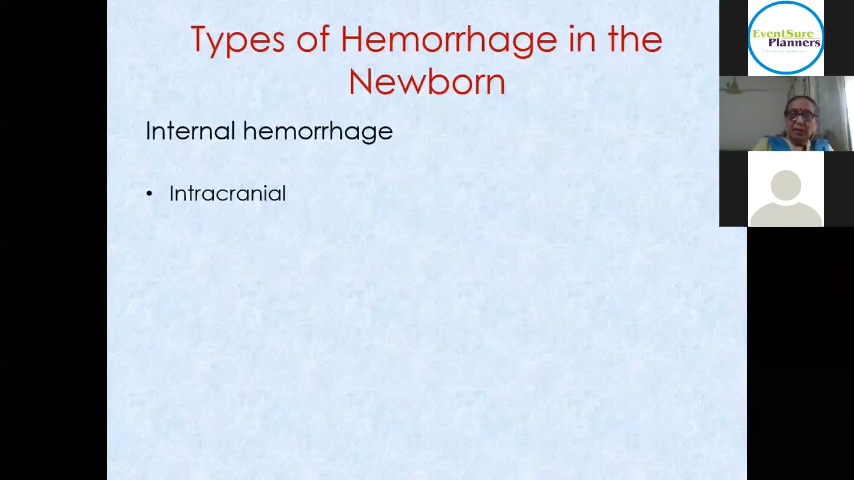 Types of Hemorrhage in the
Newborn
Internal hemorrhage
• Intracranial
EventSure
Planners